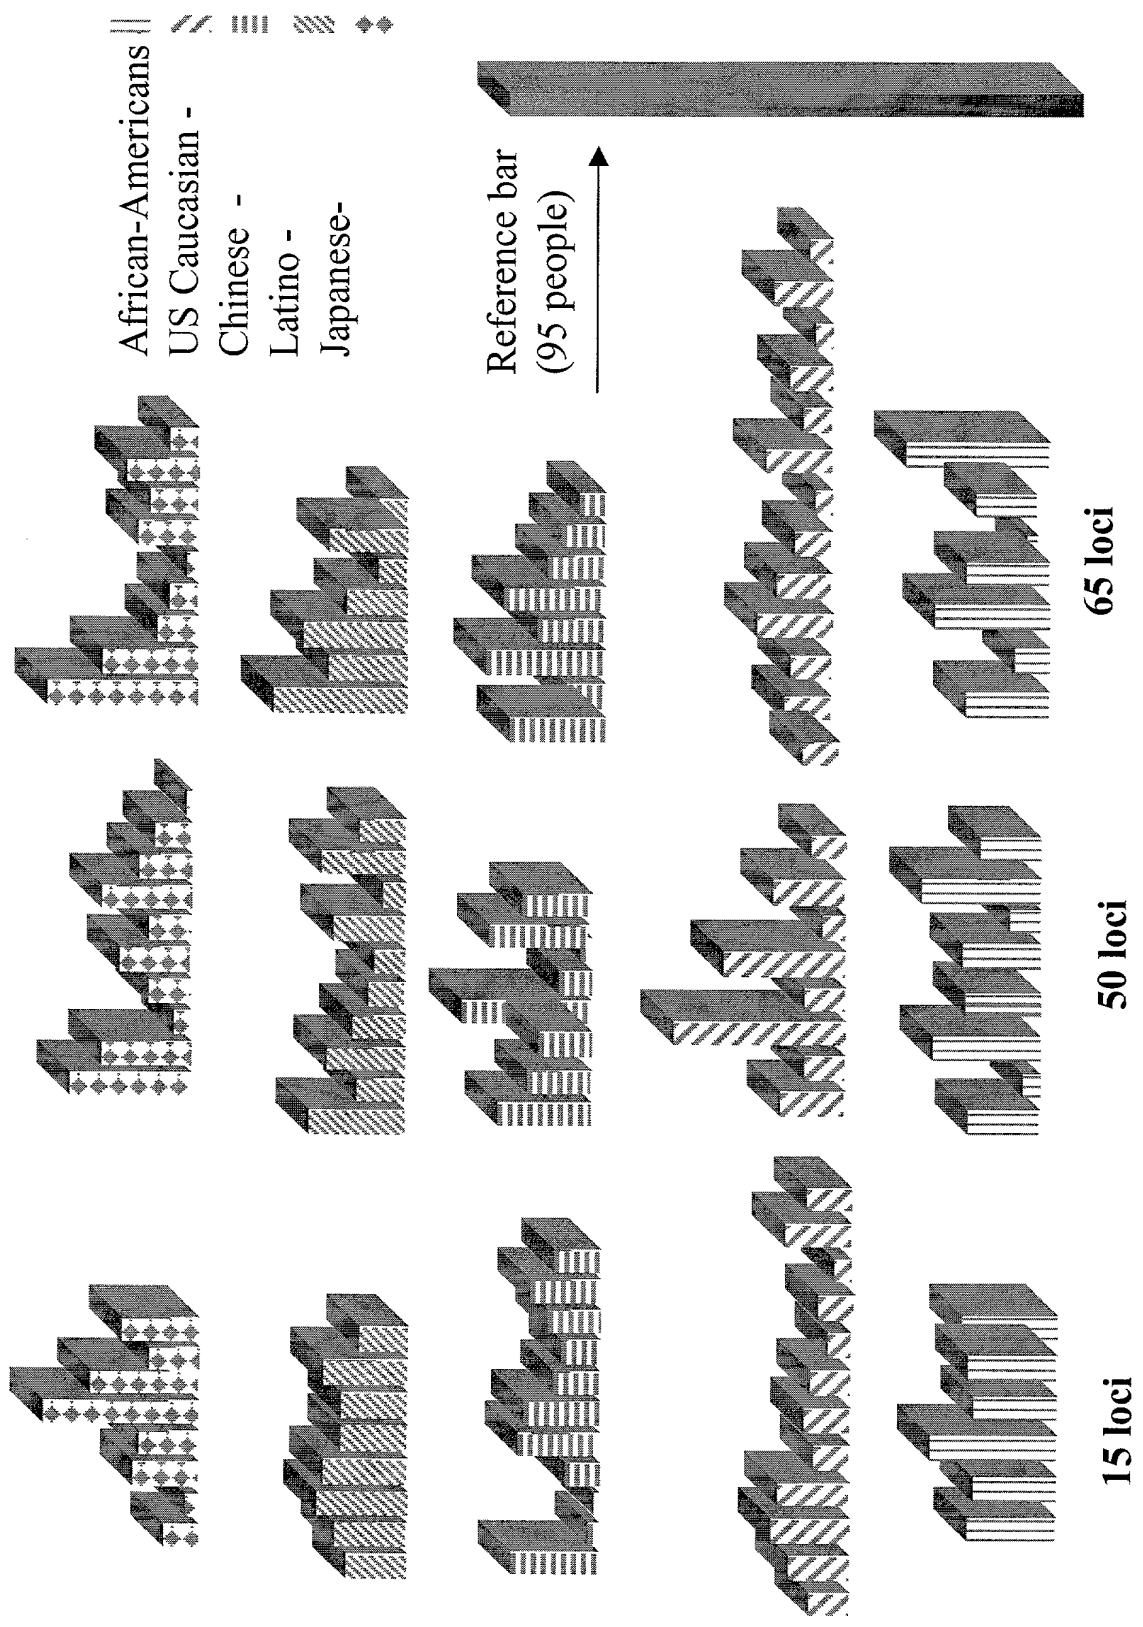 African-Americans
US Caucasian -
Chinese -
Latino -
Japanese-
Reference bar
(95 people)
15 loci
50 loci
65 loci